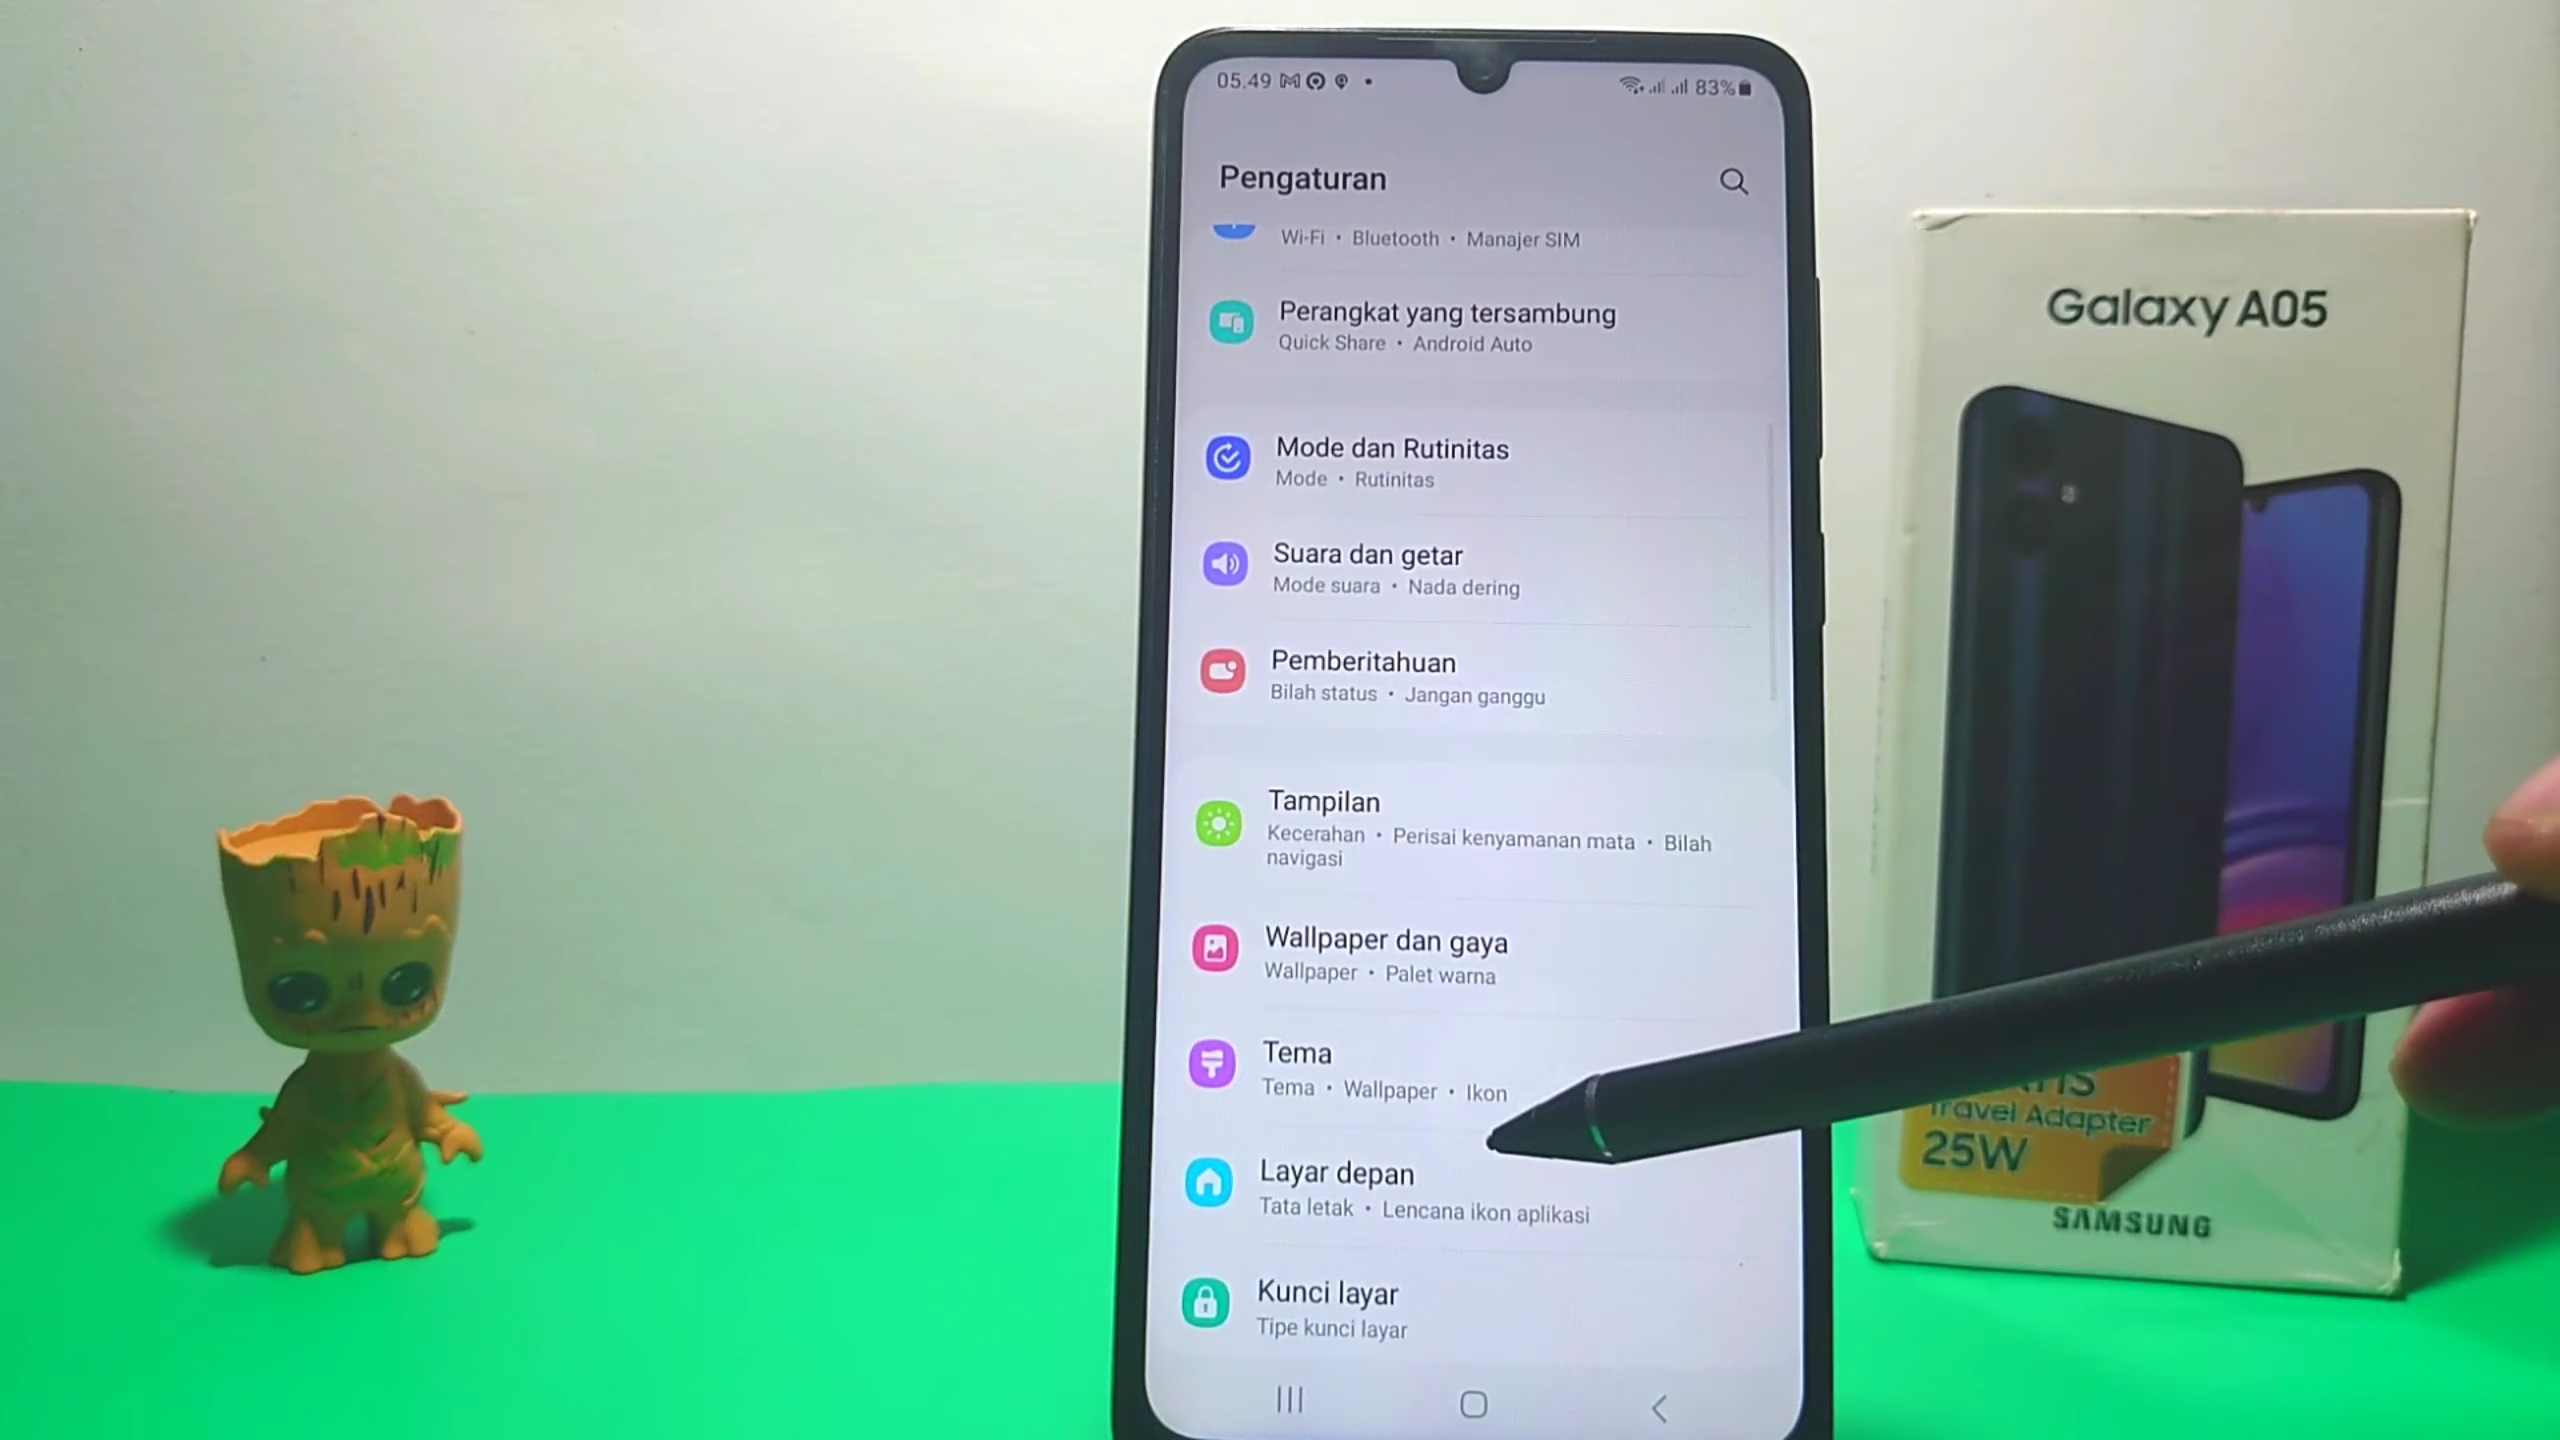 05.49
83%
Pengaturan
Wi-Fi • Bluetooth • Manajer SIM
Perangkat yang tersambung
Quick Share • Android Auto
Mode dan Rutinitas
Mode • Rutinitas
Suara dan getar
Mode suara • Nada dering
Pemberitahuan
Bilah status • Jangan ganggu
Tampilan
Kecerahan • Perisai kenyamanan mata • Bilah
navigasi
Wallpaper dan gaya
Wallpaper • Palet warna
Tema
Tema • Wallpaper • Ikon
Layar depan
Tata letak • Lencana ikon aplikasi
Kunci layar
Tipe kunci layar
Galaxy A05
Travel Adapter
25W
SAMSUNG